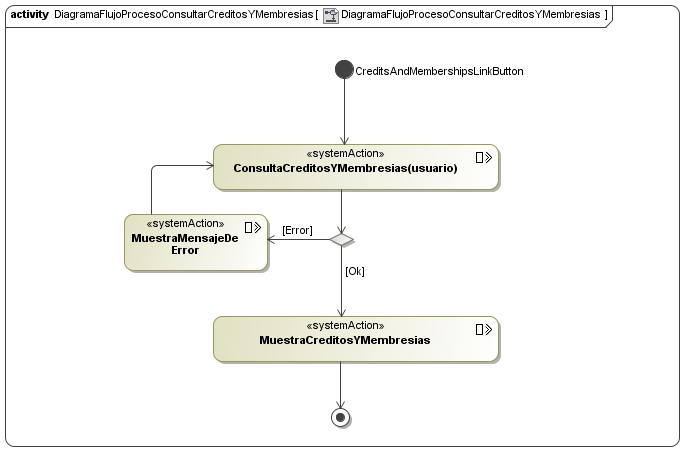 activity DiagramaFlujoProcesoConsultarCreditosYMembresias [ DiagramaFlujoProcesoConsultarCreditosYMembresias ]
CreditsAndMembershipsLinkButton
«systemAction»
ConsultaCreditosYMembresias(usuario)
«systemAction»
MuestraMensajeDe
Error
[Error]
[Ok]
«systemAction»
MuestraCreditosYMembresias